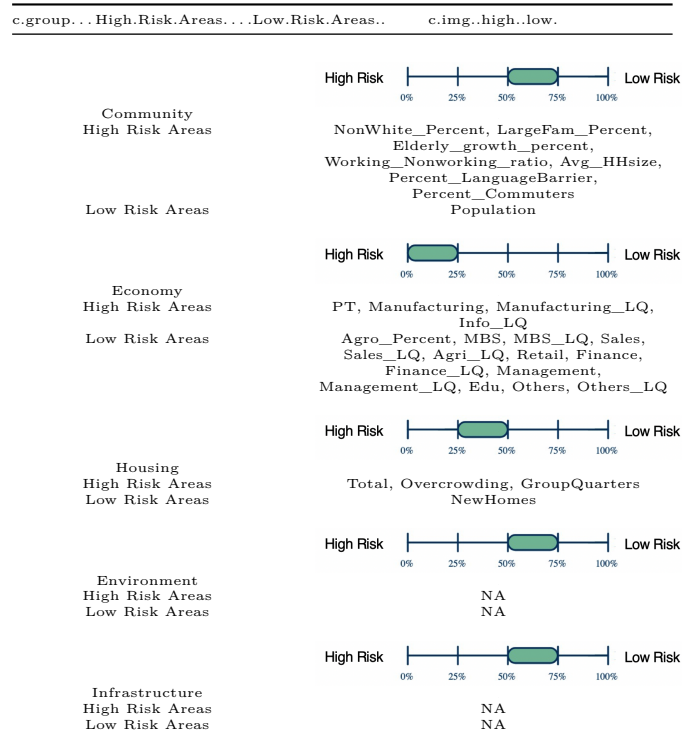 c.group...High.Risk.Areas....Low.Risk.Areas.. c.img..high..low.
High Risk Low Risk
0% 25% 50% 75% 100%
Community
High Risk Areas NonWhite_Percent, LargeFam_Percent,
Elderly_growth_percent,
Working_Nonworking_ratio, Avg_HHsize,
Percent_LanguageBarrier,
Percent_Commuters
Low Risk Areas Population
High Risk Low Risk
0% 25% 50% 75% 100%
Economy
High Risk Areas PT, Manufacturing, Manufacturing_LQ,
Info_LQ
Low Risk Areas Agro_Percent, MBS, MBS_LQ, Sales,
Sales_LQ, Agri_LQ, Retail, Finance,
Finance_LQ, Management,
Management_LQ, Edu, Others, Others_LQ
High Risk Low Risk
0% 25% 50% 75% 100%
Housing
High Risk Areas Total, Overcrowding, GroupQuarters
Low Risk Areas NewHomes
High Risk Low Risk
0% 25% 50% 75% 100%
Environment
High Risk Areas NA
Low Risk Areas NA
High Risk Low Risk
0% 25% 50% 75% 100%
Infrastructure
High Risk Areas NA
Low Risk Areas NA